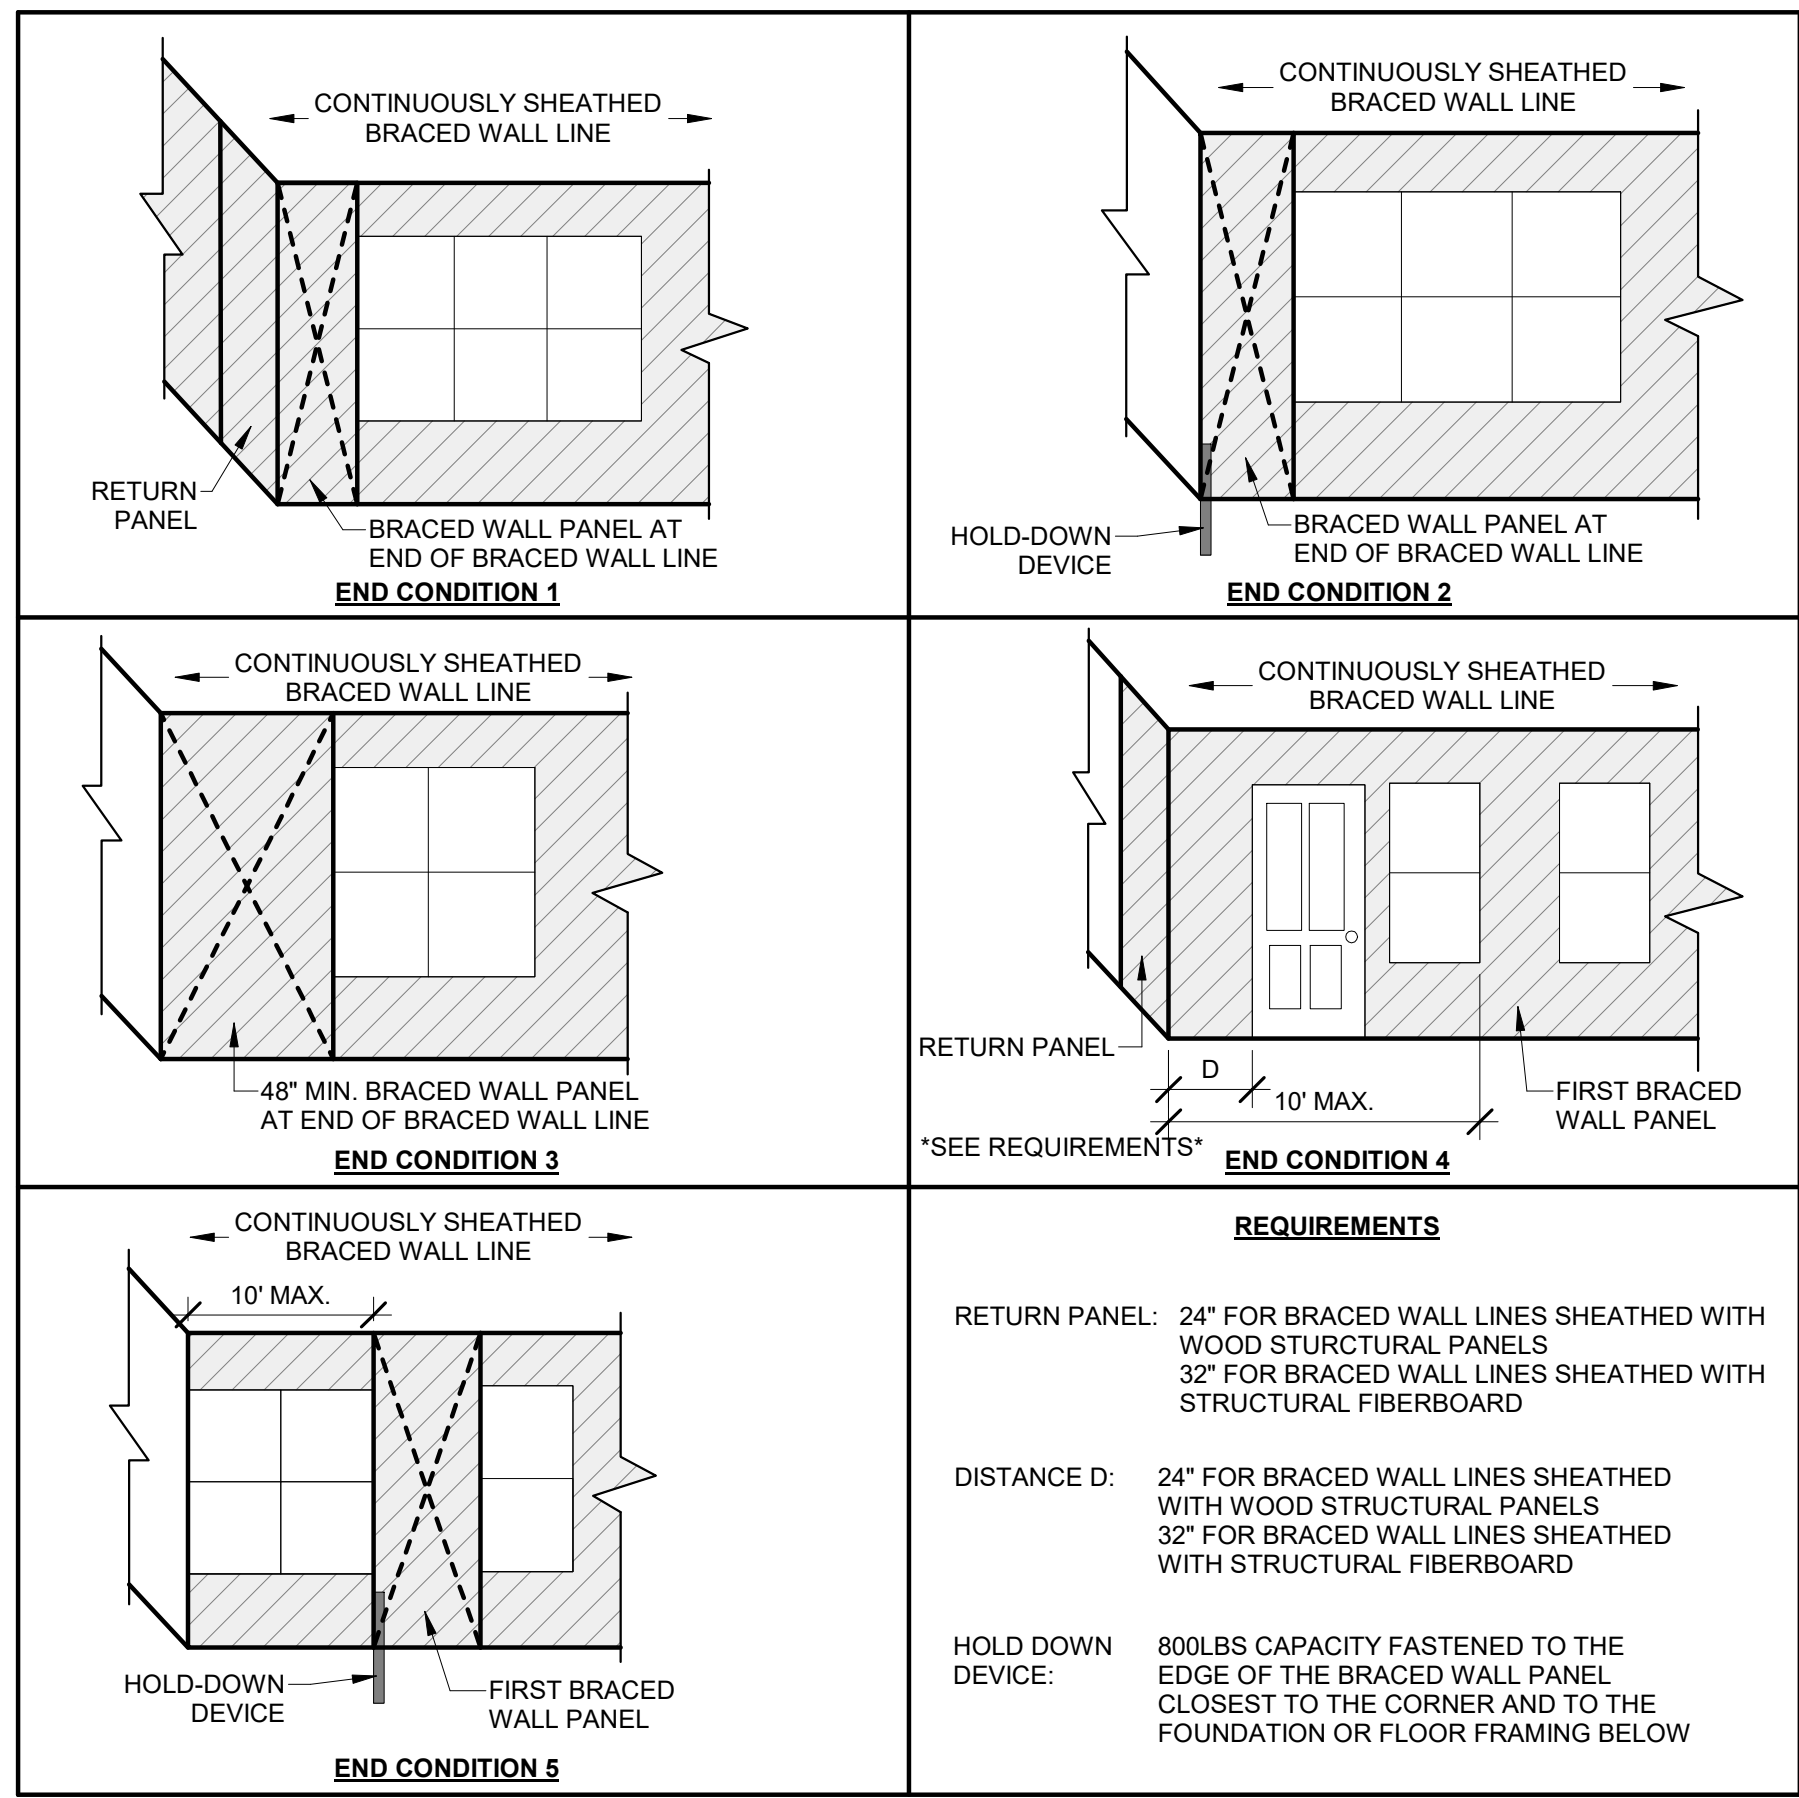 CONTINUOUSLY SHEATHED
BRACED WALL LINE
RETURN
PANEL
BRACED WALL PANEL AT
END OF BRACED WALL LINE
END CONDITION 1
CONTINUOUSLY SHEATHED
BRACED WALL LINE
HOLD-DOWN
DEVICE
BRACED WALL PANEL AT
END OF BRACED WALL LINE
END CONDITION 2
CONTINUOUSLY SHEATHED
BRACED WALL LINE
48" MIN. BRACED WALL PANEL
AT END OF BRACED WALL LINE
END CONDITION 3
CONTINUOUSLY SHEATHED
BRACED WALL LINE
RETURN PANEL
D
10' MAX.
FIRST BRACED
WALL PANEL
*SEE REQUIREMENTS*
END CONDITION 4
CONTINUOUSLY SHEATHED
BRACED WALL LINE
10' MAX.
HOLD-DOWN
DEVICE
FIRST BRACED
WALL PANEL
END CONDITION 5
REQUIREMENTS
RETURN PANEL: 24" FOR BRACED WALL LINES SHEATHED WITH
WOOD STURCTURAL PANELS
32" FOR BRACED WALL LINES SHEATHED WITH
STRUCTURAL FIBERBOARD
DISTANCE D: 24" FOR BRACED WALL LINES SHEATHED
WITH WOOD STRUCTURAL PANELS
32" FOR BRACED WALL LINES SHEATHED
WITH STRUCTURAL FIBERBOARD
HOLD DOWN 800LBS CAPACITY FASTENED TO THE
DEVICE: EDGE OF THE BRACED WALL PANEL
CLOSEST TO THE CORNER AND TO THE
FOUNDATION OR FLOOR FRAMING BELOW